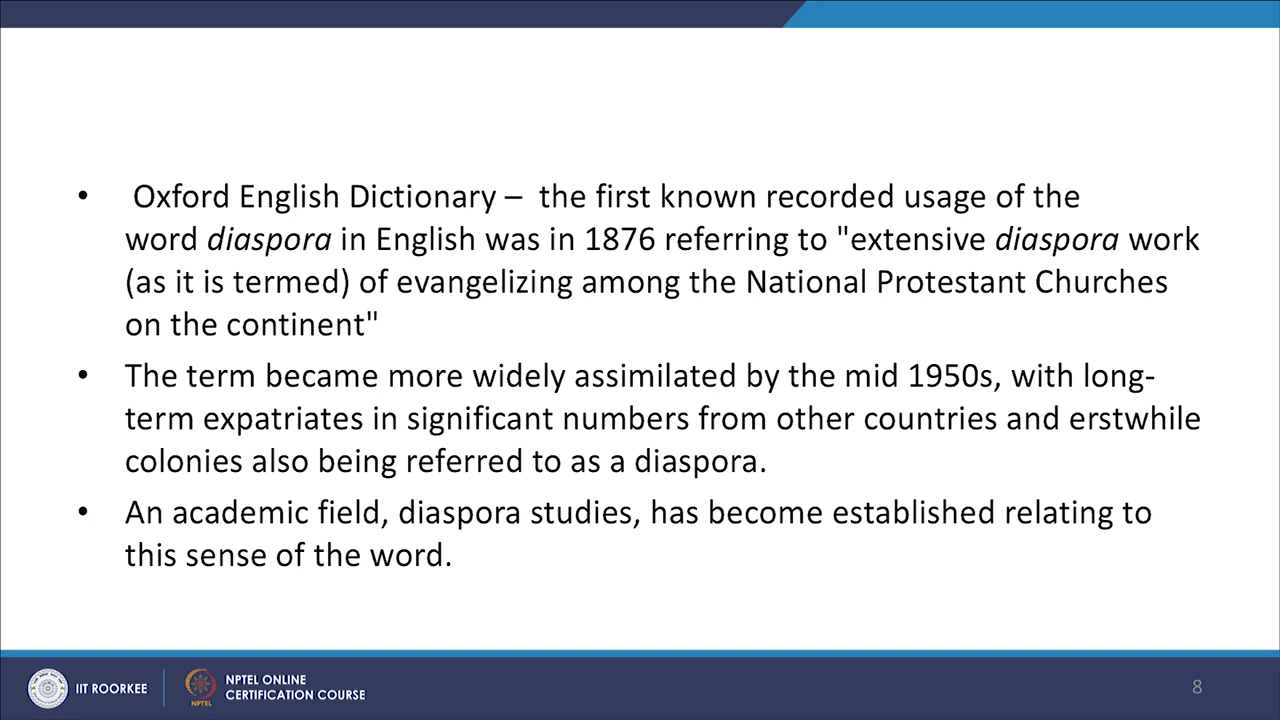 • Oxford English Dictionary – the first known recorded usage of the
word diaspora in English was in 1876 referring to "extensive diaspora work
(as it is termed) of evangelizing among the National Protestant Churches
on the continent"
• The term became more widely assimilated by the mid 1950s, with long-
term expatriates in significant numbers from other countries and erstwhile
colonies also being referred to as a diaspora.
• An academic field, diaspora studies, has become established relating to
this sense of the word.
IIT ROORKEE
NPTEL
NPTEL ONLINE
CERTIFICATION COURSE
8